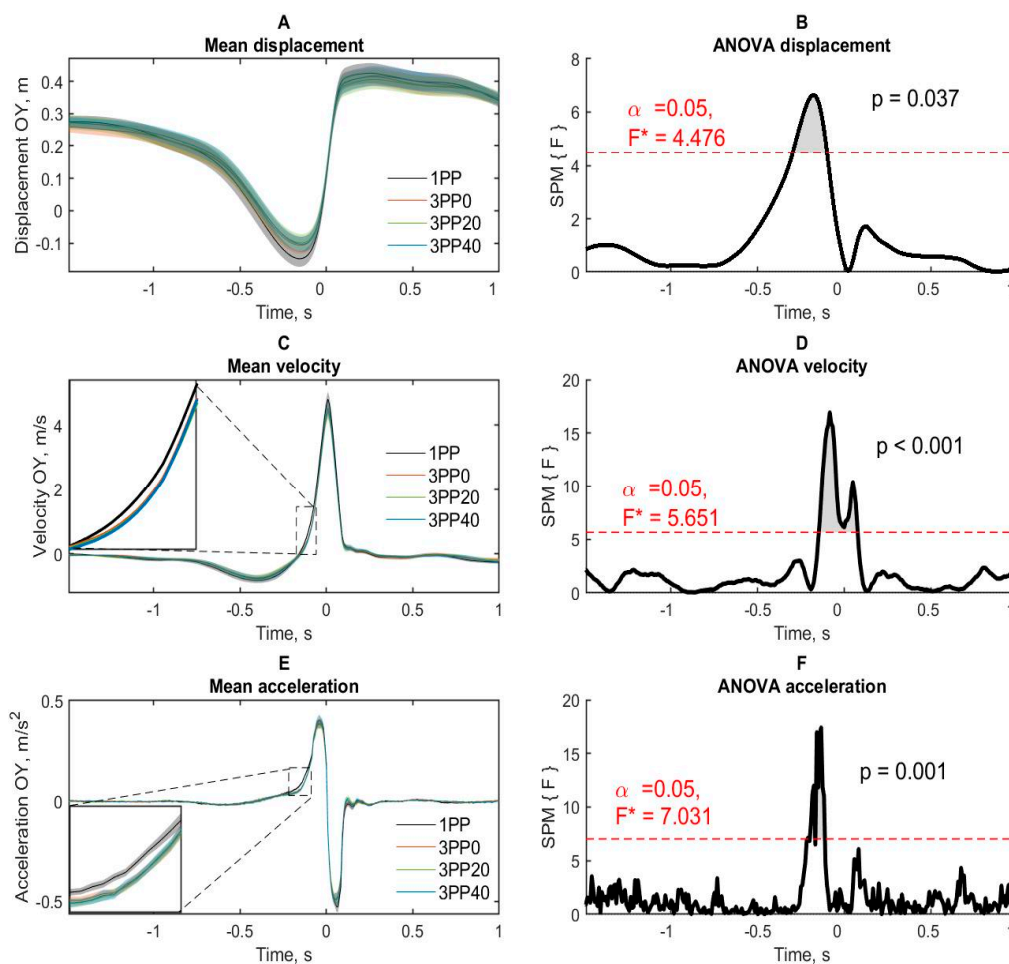 A
Mean displacement
Displacement OY, m
0.4
0.3
0.2
0.1
0
-0.1
-1
-0.5
0
0.5
1
Time, s
1PP
3PP0
3PP20
3PP40
B
ANOVA displacement
SPM { F }
8
6
4
2
0
α =0.05,
F* = 4.476
p = 0.037
-1
-0.5
0
0.5
1
Time, s
C
Mean velocity
Velocity OY, m/s
4
2
0
-1
-0.5
0
0.5
1
Time, s
1PP
3PP0
3PP20
3PP40
D
ANOVA velocity
SPM { F }
20
15
10
5
0
α =0.05,
F* = 5.651
p < 0.001
-1
-0.5
0
0.5
1
Time, s
E
Mean acceleration
Acceleration OY, m/s²
0.5
0
-0.5
-1
-0.5
0
0.5
1
Time, s
1PP
3PP0
3PP20
3PP40
F
ANOVA acceleration
SPM { F }
20
15
10
5
0
α =0.05,
F* = 7.031
p = 0.001
-1
-0.5
0
0.5
1
Time, s